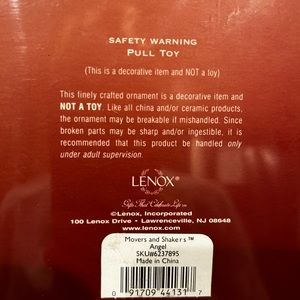 SAFETY WARNING
PULL TOY
(This is a decorative item and NOT a toy)
This finely crafted ornament is a decorative item and
NOT A TOY. Like all china and/or ceramic products,
the ornament may be breakable if mishandled. Since
broken parts may be sharp and/or ingestible, it is
recommended that this product be handled only
under adult supervision.
LENOX®
Gifts That Celebrate Life™
©Lenox, Incorporated
100 Lenox Drive • Lawrenceville, NJ 08648
www.lenox.com
Movers and Shakers™
Angel
SKU#6237895
Made in China
0 91709 44131 7